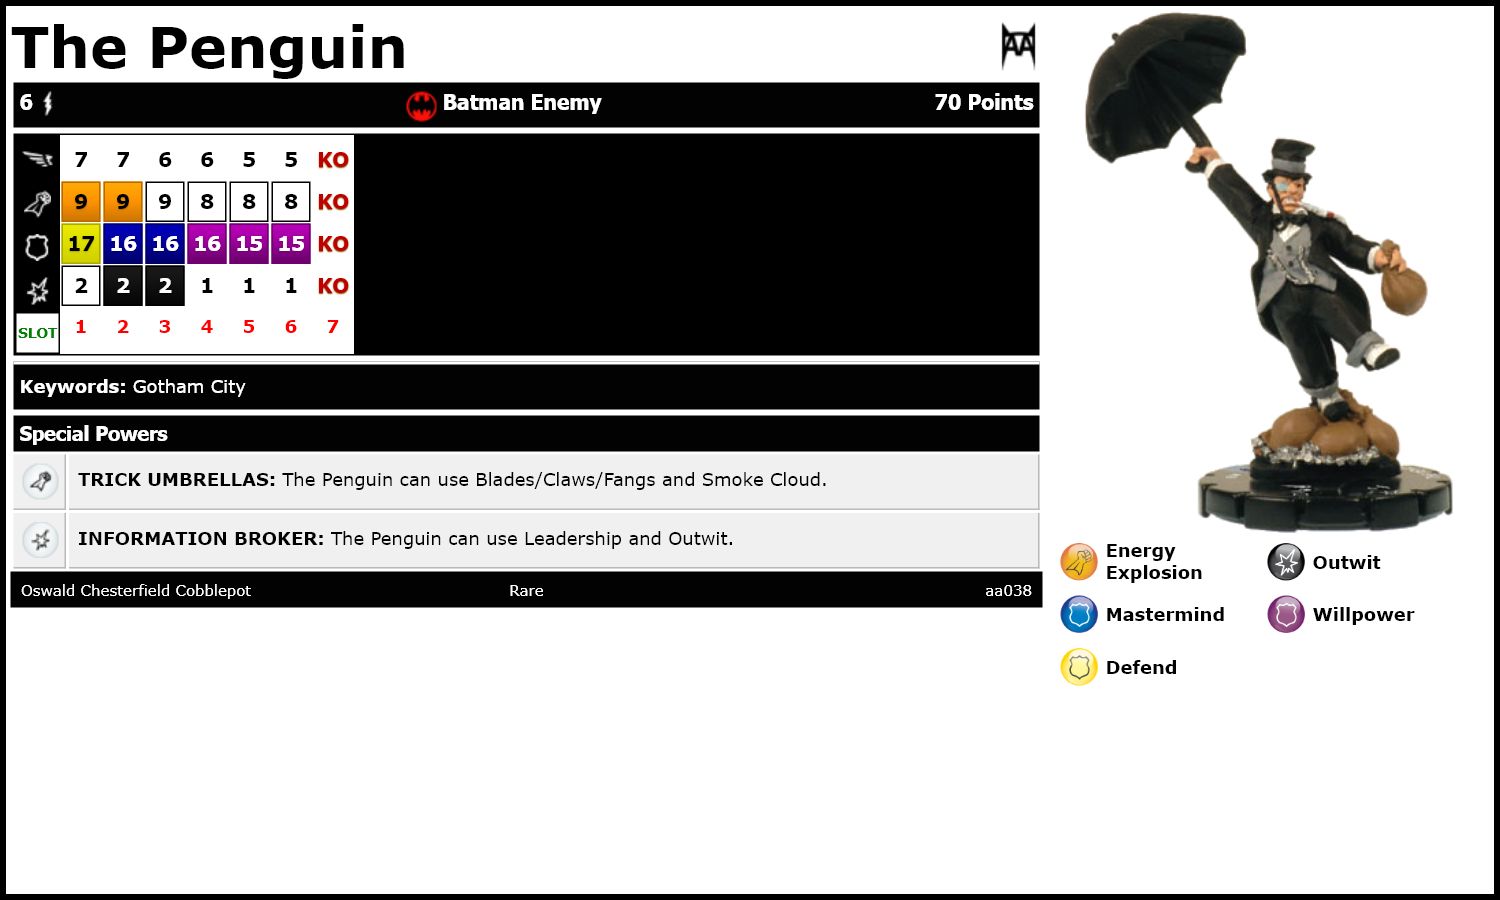 The Penguin
6 Batman Enemy 70 Points
7 7 6 6 5 5 KO
9 9 9 8 8 8 KO
17 16 16 16 15 15 KO
2 2 2 1 1 1 KO
SLOT 1 2 3 4 5 6 7
Keywords: Gotham City
Special Powers
TRICK UMBRELLAS: The Penguin can use Blades/Claws/Fangs and Smoke Cloud.
INFORMATION BROKER: The Penguin can use Leadership and Outwit.
Oswald Chesterfield Cobblepot Rare aa038
Energy
Explosion
Outwit
Mastermind
Willpower
Defend